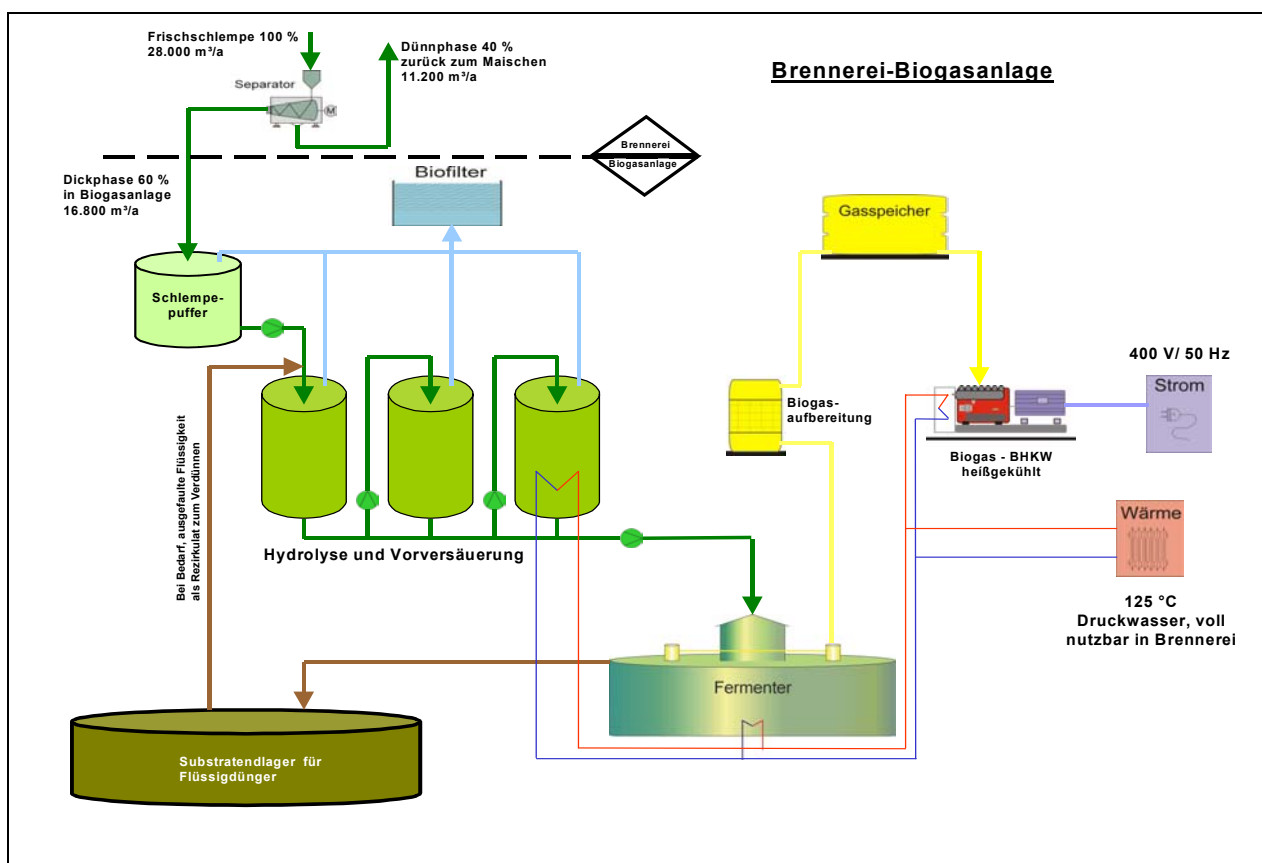 Frischschlempe 100 %
28.000 m³/a
Dünnphase 40 %
zurück zum Maischen
11.200 m³/a
Brennerei-Biogasanlage
Separator
M
Brennerei
Biogasanlage
Dickphase 60 %
in Biogasanlage
16.800 m³/a
Biofilter
Gasspeicher
Schlempe-
puffer
400 V/ 50 Hz
Strom
Biogas-
aufbereitung
Biogas - BHKW
heißgekühlt
Bei Bedarf, ausgefaulte Flüssigkeit
als Rezirkulat zum Verdünnen
Hydrolyse und Vorversäuerung
Wärme
125 °C
Druckwasser, voll
nutzbar in Brennerei
Fermenter
Substratendlager für
Flüssigdünger